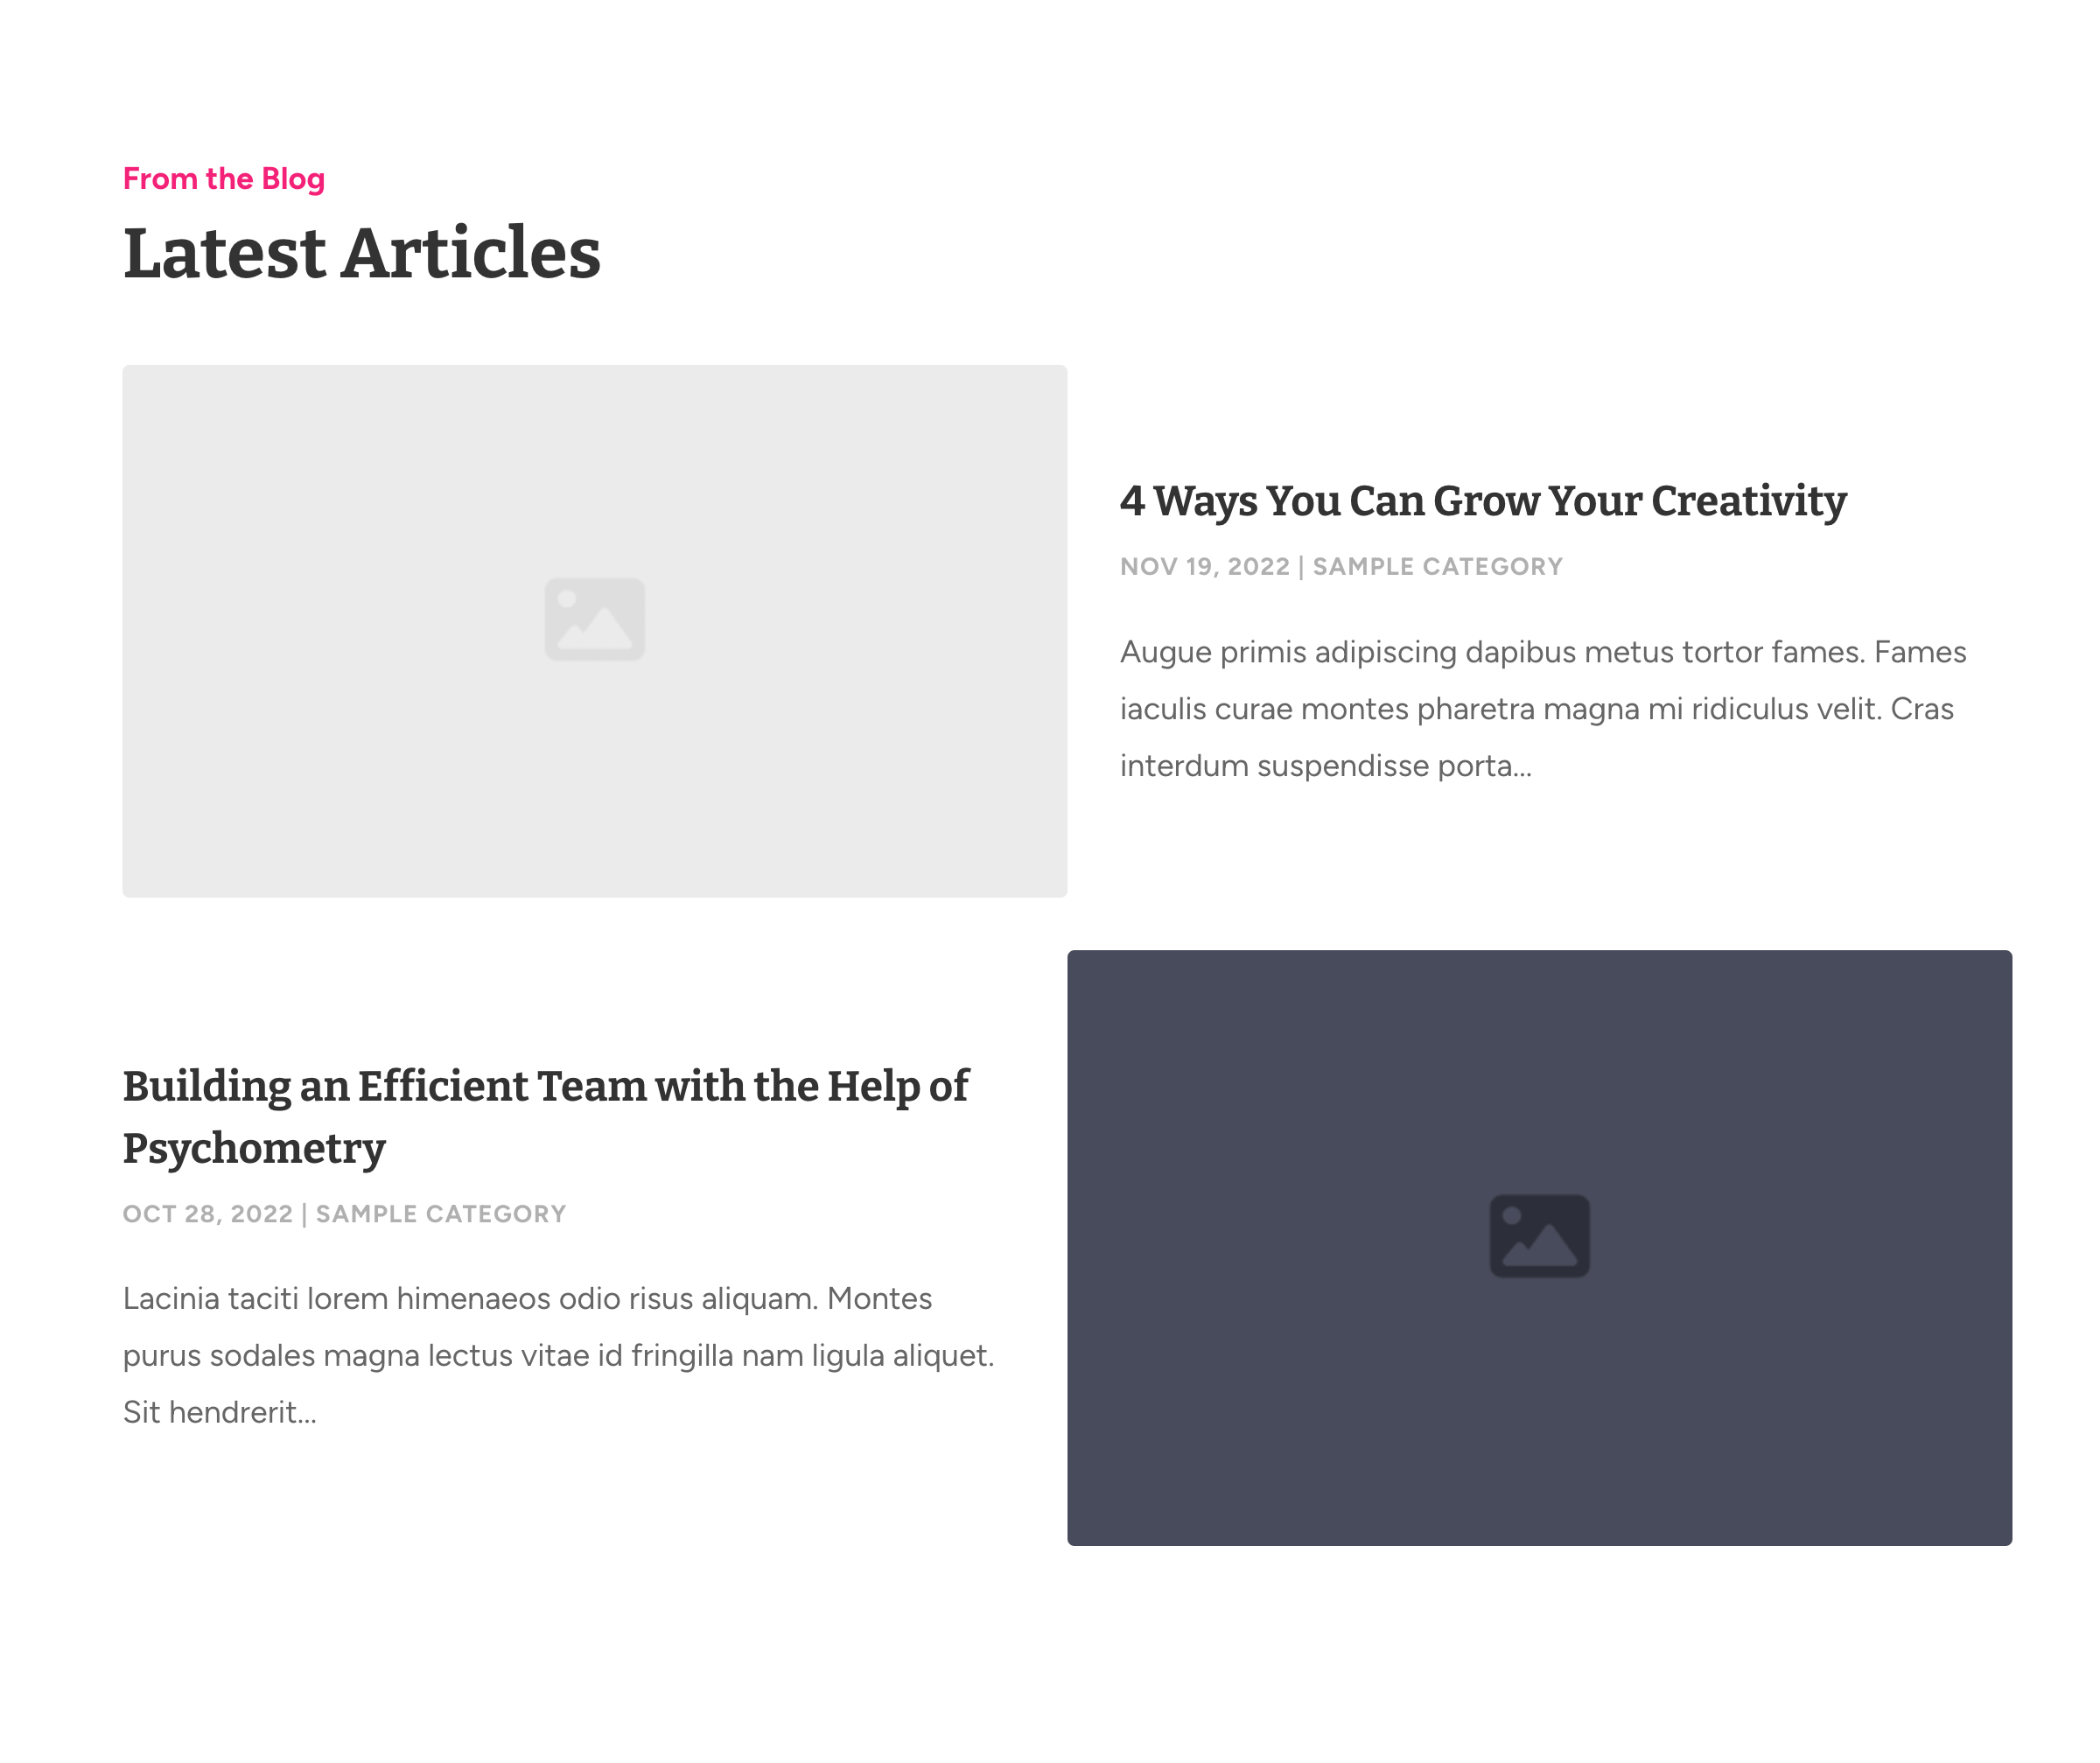 From the Blog
Latest Articles
4 Ways You Can Grow Your Creativity
NOV 19, 2022 | SAMPLE CATEGORY
Augue primis adipiscing dapibus metus tortor fames. Fames
iaculis curae montes pharetra magna mi ridiculus velit. Cras
interdum suspendisse porta...
Building an Efficient Team with the Help of
Psychometry
OCT 28, 2022 | SAMPLE CATEGORY
Lacinia taciti lorem himenaeos odio risus aliquam. Montes
purus sodales magna lectus vitae id fringilla nam ligula aliquet.
Sit hendrerit...